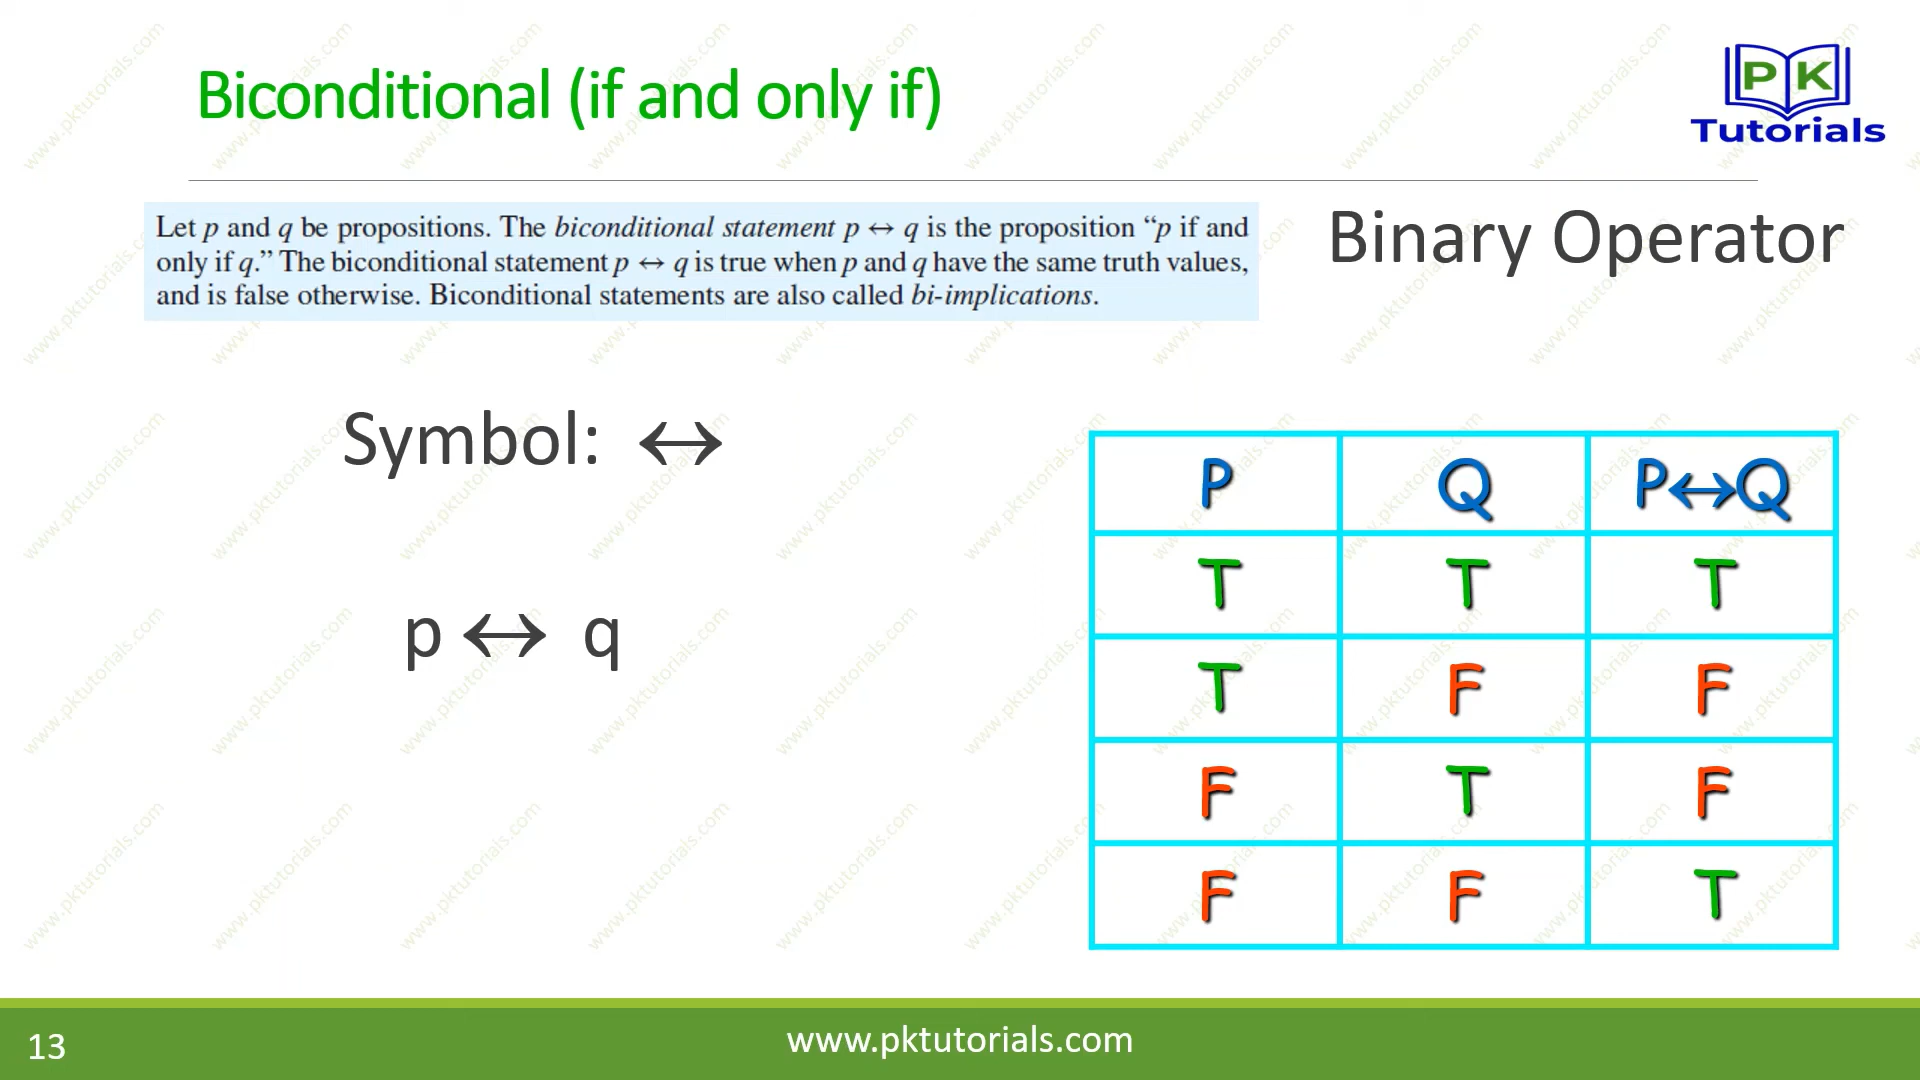 Biconditional (if and only if)
PK
Tutorials
Let p and q be propositions. The biconditional statement p ↔ q is the proposition “p if and
only if q.” The biconditional statement p ↔ q is true when p and q have the same truth values,
and is false otherwise. Biconditional statements are also called bi-implications.
Binary Operator
Symbol: ↔
p ↔ q
P Q P↔Q
T T T
T F F
F T F
F F T
13
www.pktutorials.com